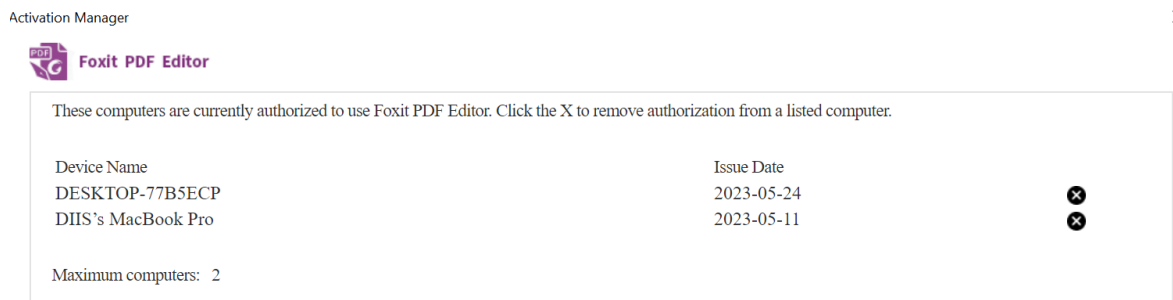 Activation Manager
PDF
Foxit PDF Editor
These computers are currently authorized to use Foxit PDF Editor. Click the X to remove authorization from a listed computer.
Device Name Issue Date
DESKTOP-77B5ECP 2023-05-24
DIIS’s MacBook Pro 2023-05-11
Maximum computers: 2